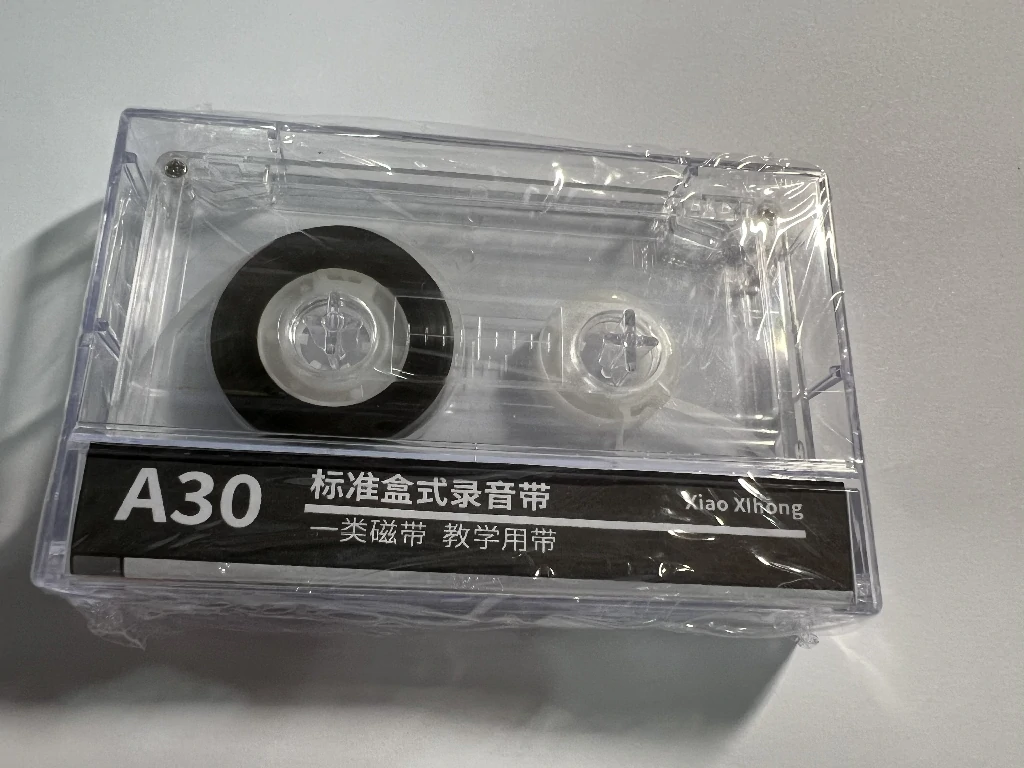 A30
标准盒式录音带
一类磁带 教学用带
Xiao XIhong